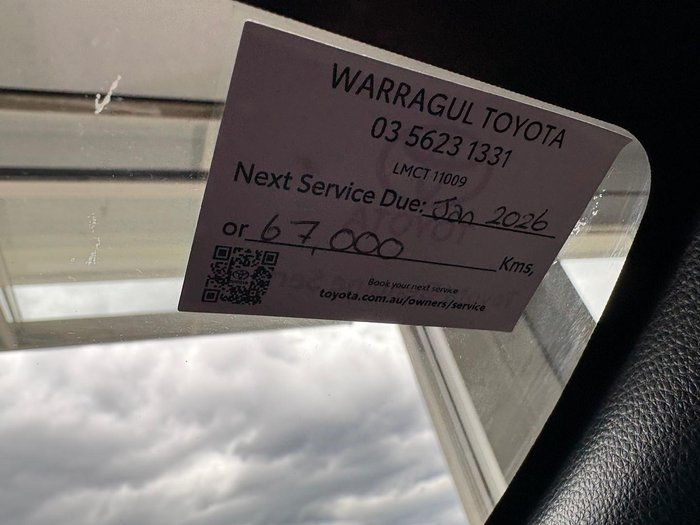 WARRAGUL TOYOTA
03 5623 1331
LMCT 11009
Next Service Due: Jan 2026
or 67,000 Kms,
Book your next service
toyota.com.au/owners/service